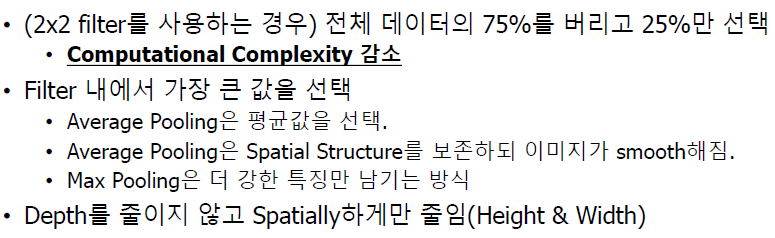 • (2x2 filter를 사용하는 경우) 전체 데이터의 75%를 버리고 25%만 선택
• Computational Complexity 감소
• Filter 내에서 가장 큰 값을 선택
• Average Pooling은 평균값을 선택.
• Average Pooling은 Spatial Structure를 보존하되 이미지가 smooth해짐.
• Max Pooling은 더 강한 특징만 남기는 방식
• Depth를 줄이지 않고 Spatially하게만 줄임(Height & Width)